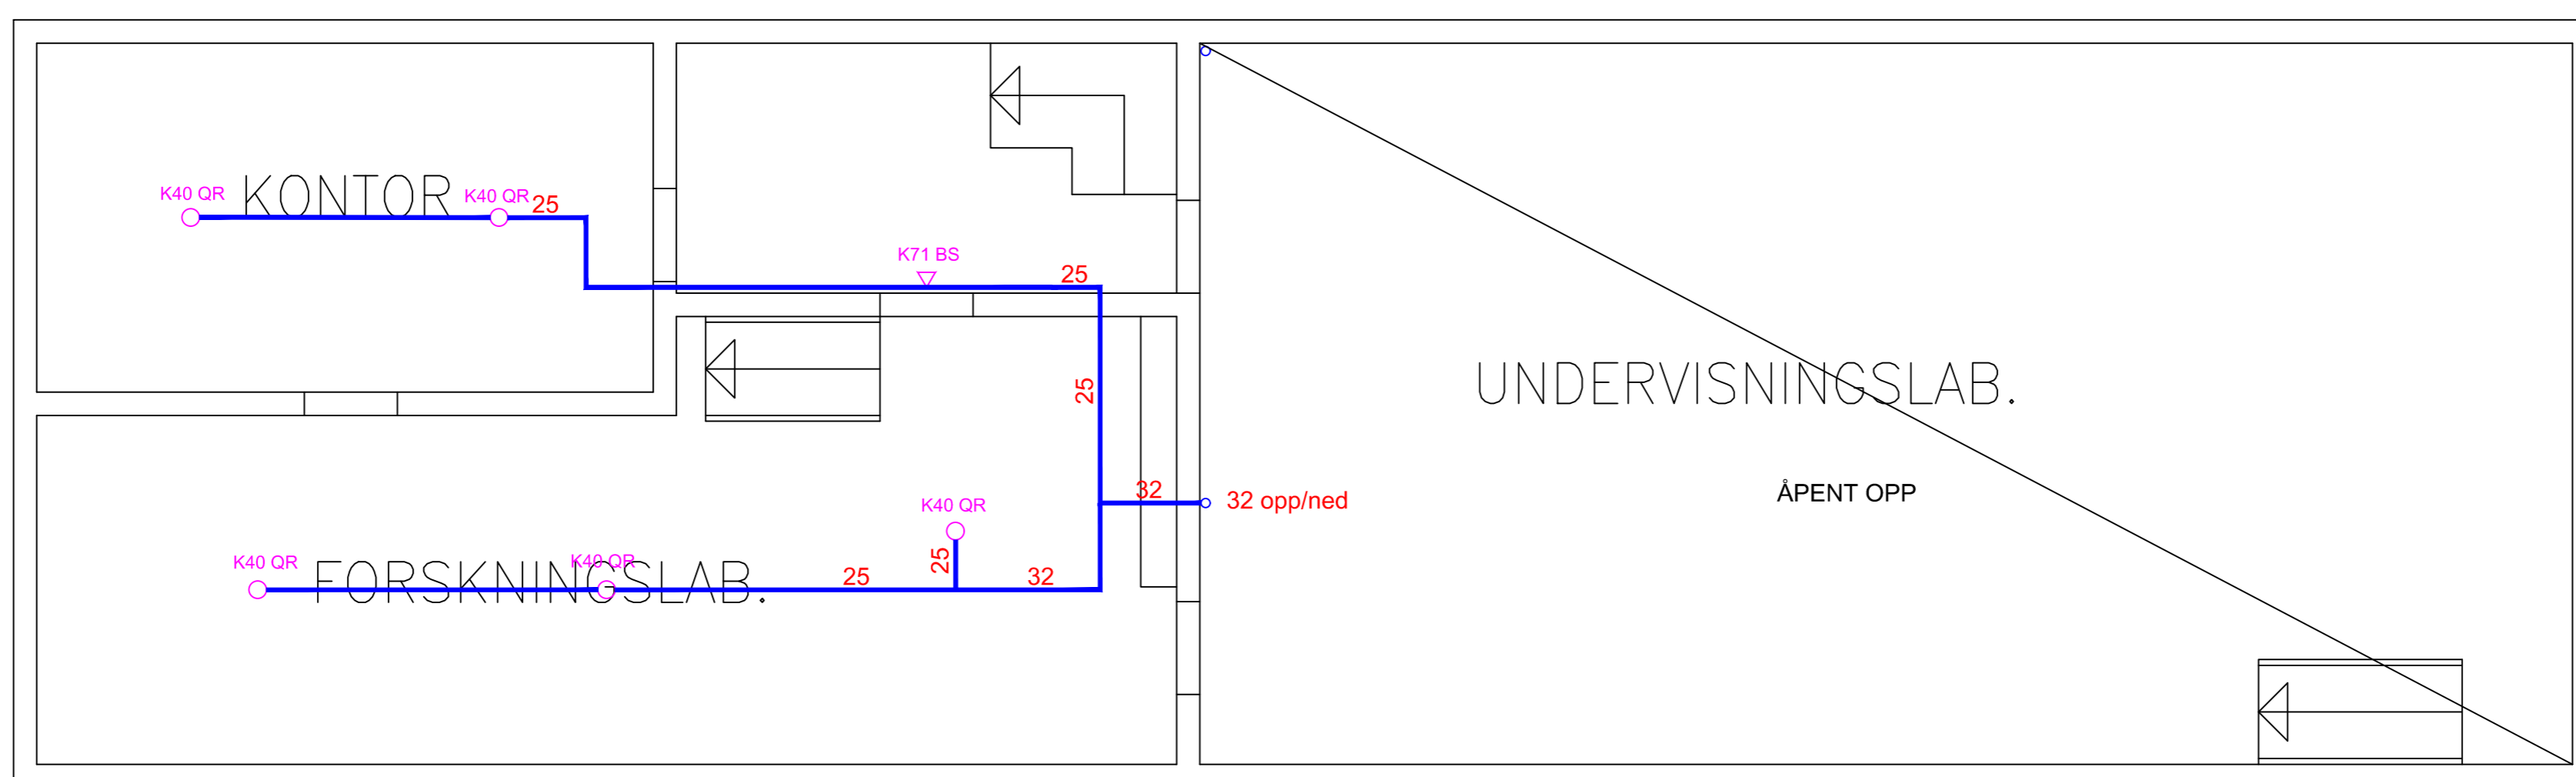 K40 QR
KONTOR
K40 QR
25
K71 BS
25
25
UNDERVISNINGSLAB.
32
32 opp/ned
ÅPENT OPP
K40 QR
25
K40 QR
FORSKNINGSLAB.
K40 QR
25
32